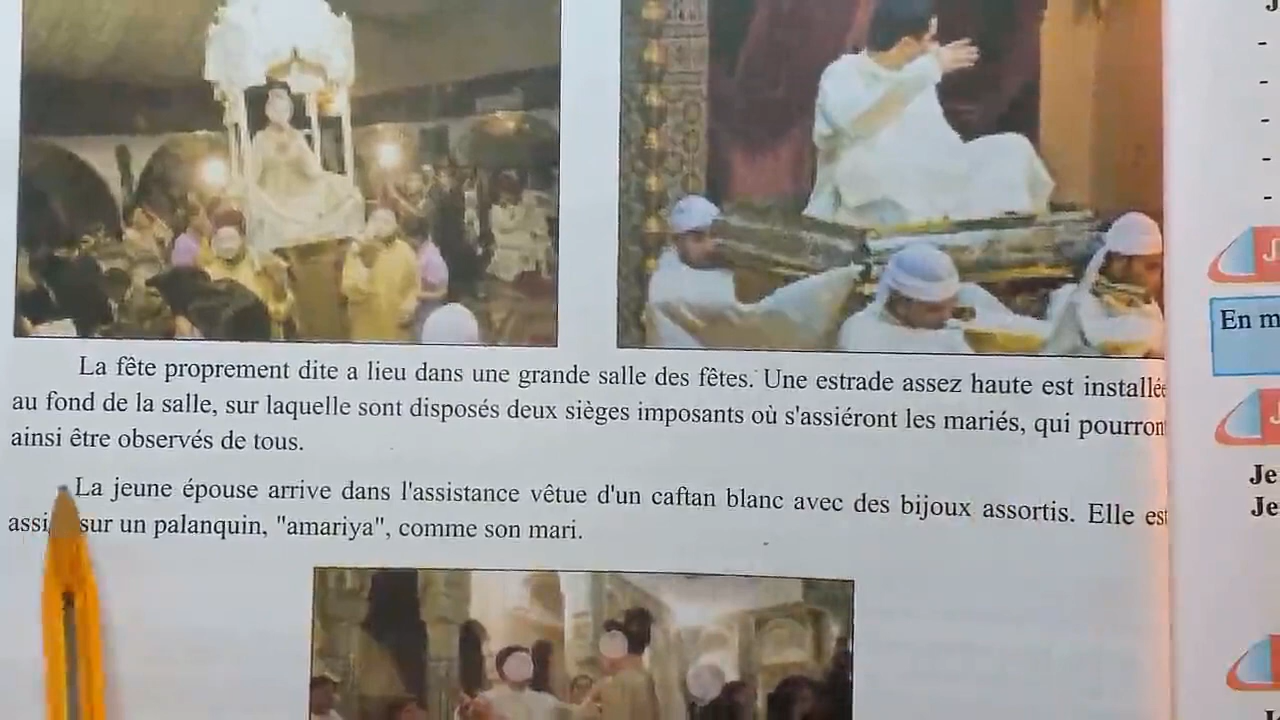 La fête proprement dite a lieu dans une grande salle des fêtes. Une estrade assez haute est installée
au fond de la salle, sur laquelle sont disposés deux sièges imposants où s'assiéront les mariés, qui pourron
ainsi être observés de tous.
La jeune épouse arrive dans l'assistance vêtue d'un caftan blanc avec des bijoux assortis. Elle est
sur un palanquin, "amariya", comme son mari.
En m
Je
Je